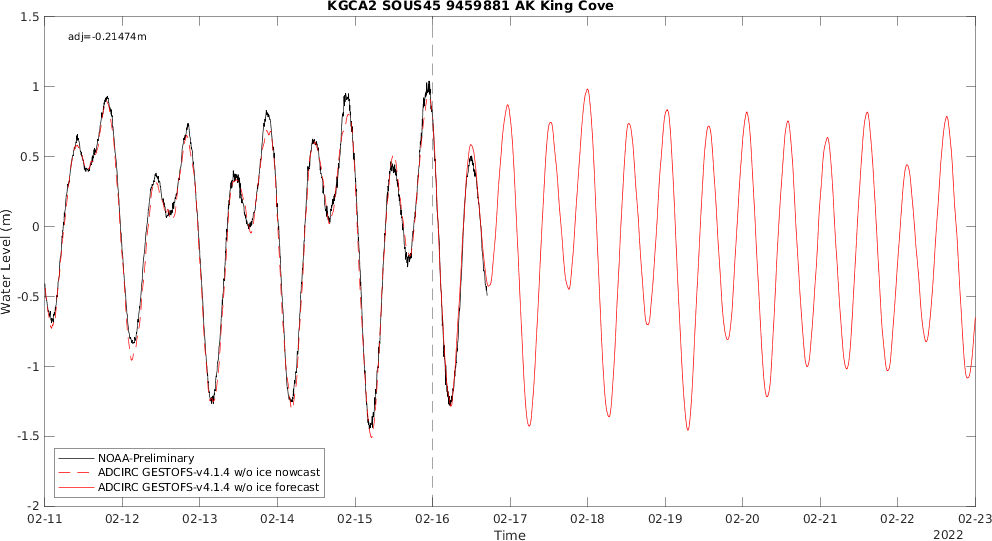 KGCA2 SOUS45 9459881 AK King Cove
adj=-0.21474m
1.5
1
0.5
0
-0.5
-1
-1.5
-2
Water Level (m)
NOAA-Preliminary
ADCIRC GESTOFS-v4.1.4 w/o ice nowcast
ADCIRC GESTOFS-v4.1.4 w/o ice forecast
02-11 02-12 02-13 02-14 02-15 02-16 02-17 02-18 02-19 02-20 02-21 02-22 02-23
Time
2022